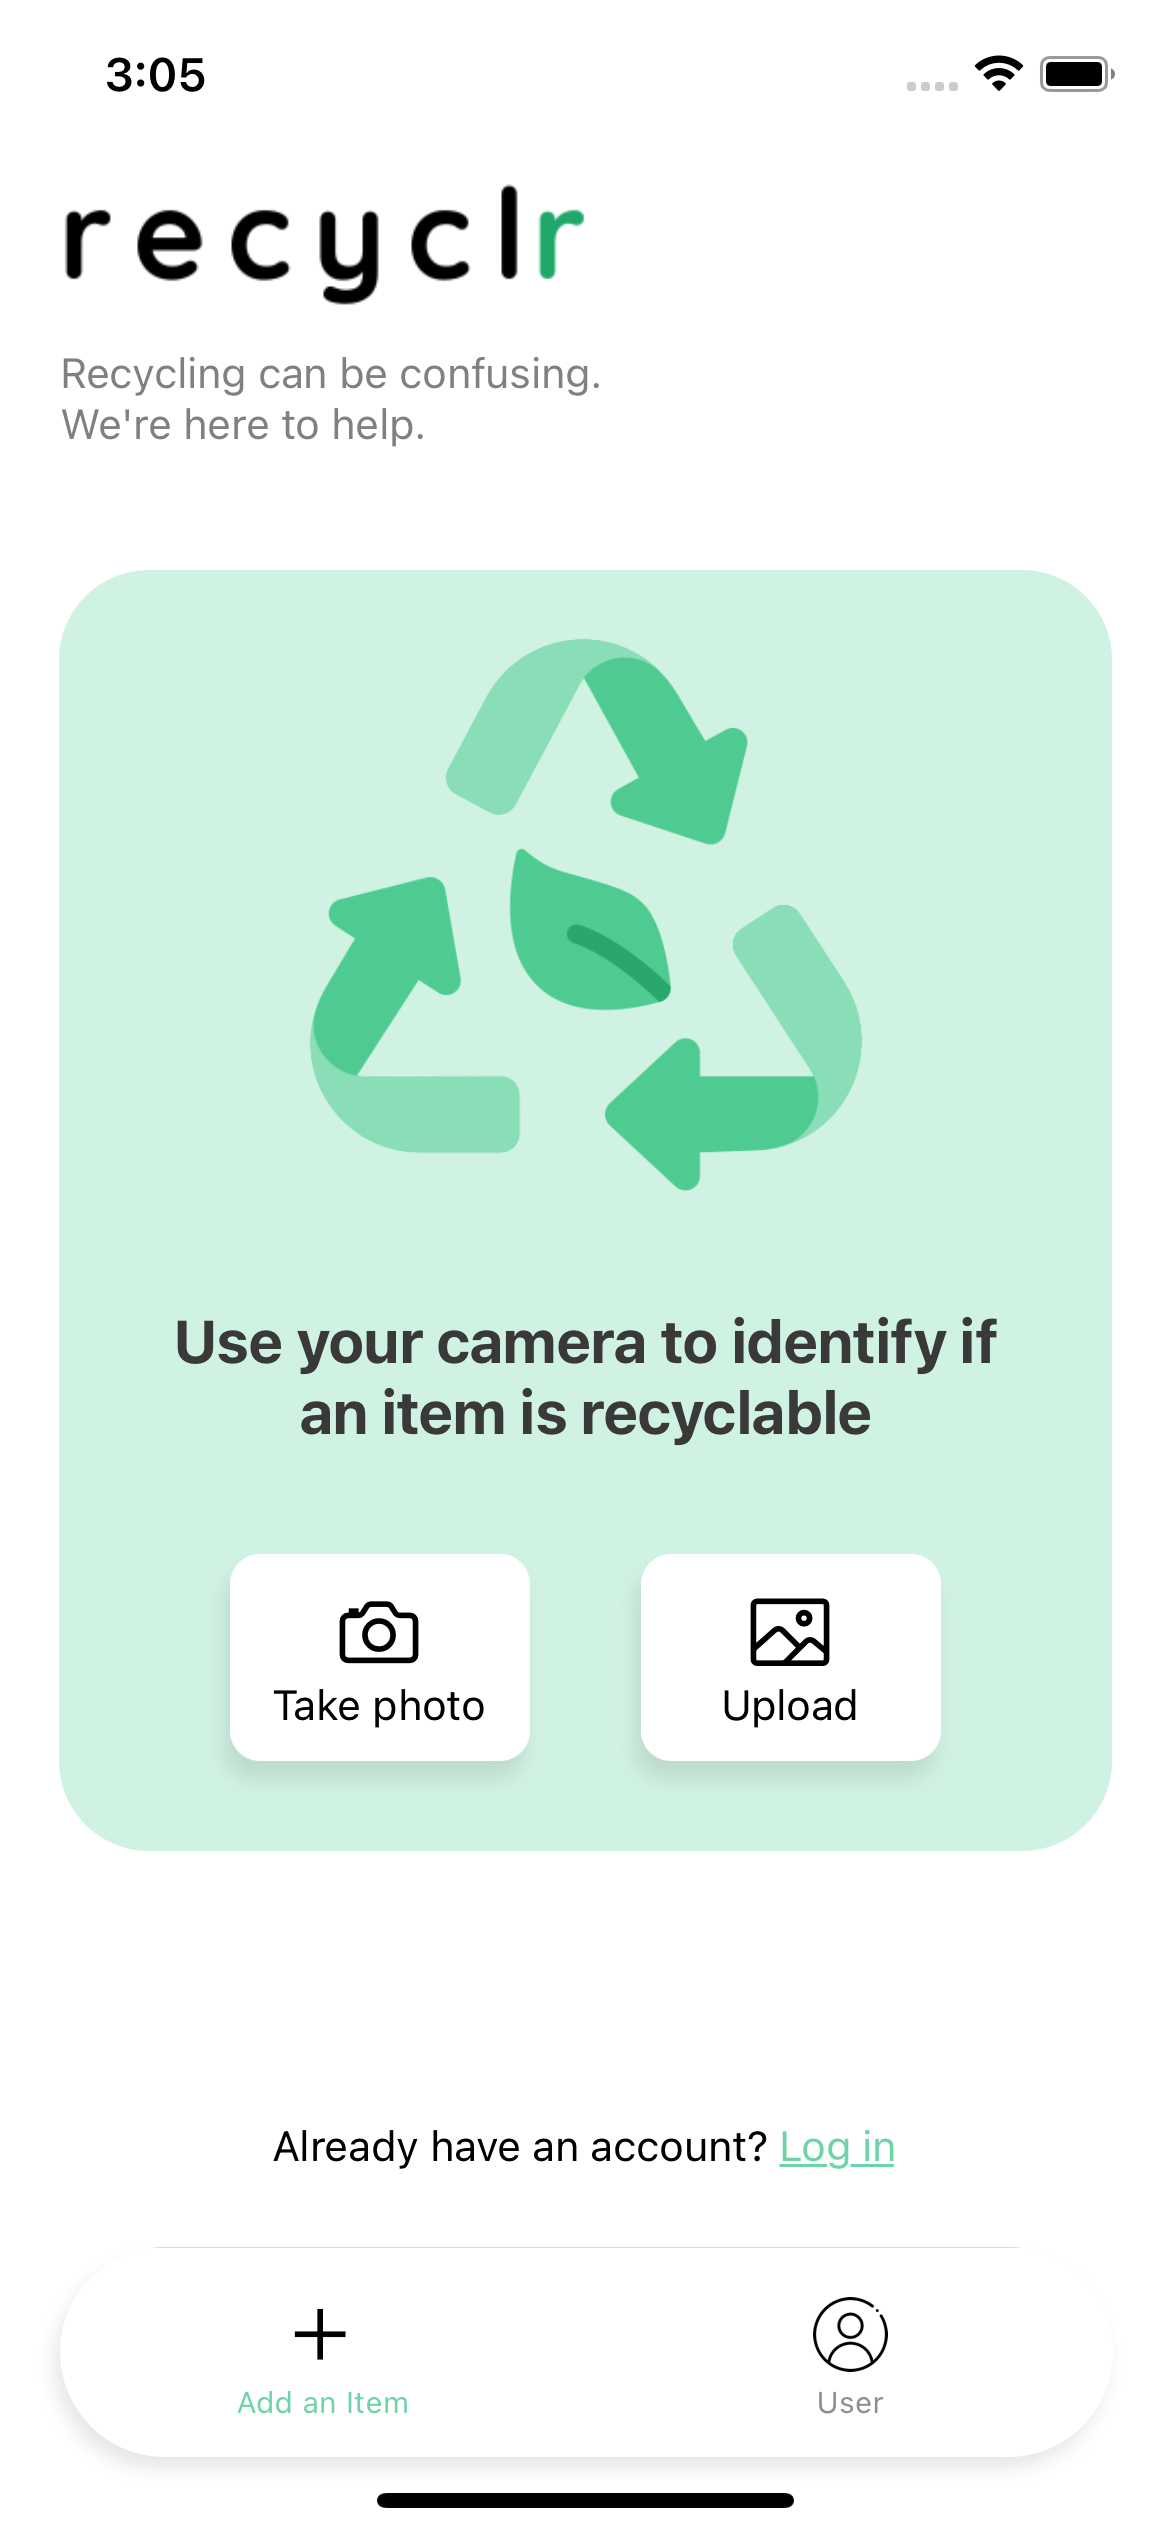 3:05
recyclr
Recycling can be confusing.
We're here to help.
Use your camera to identify if
an item is recyclable
Take photo
Upload
Already have an account? Log in
Add an Item
User